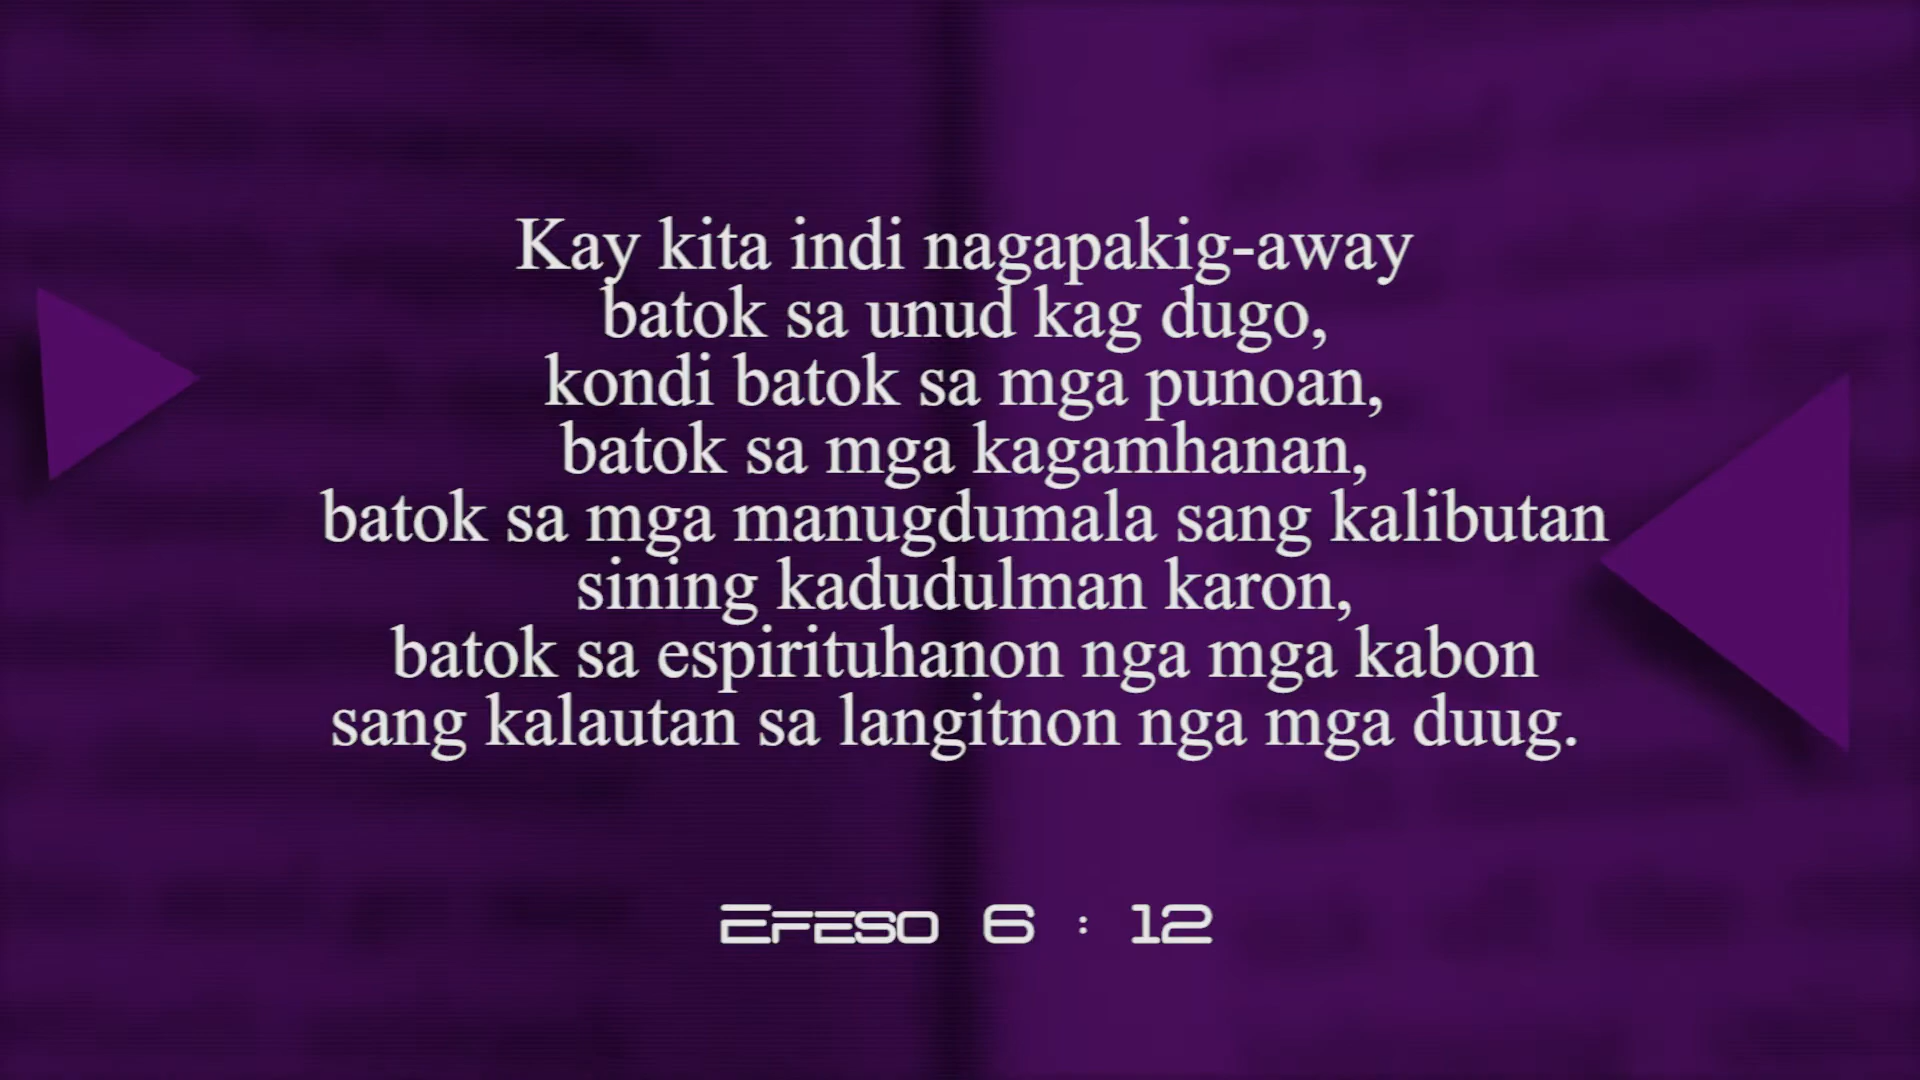 Kay kita indi nagapakig-away
batok sa unud kag dugo,
kondi batok sa mga punoan,
batok sa mga kagamhanan,
batok sa mga manugdumala sang kalibutan
sining kadudulman karon,
batok sa espirituhanon nga mga kabon
sang kalautan sa langitnon nga mga duug.
Efeso 6 : 12